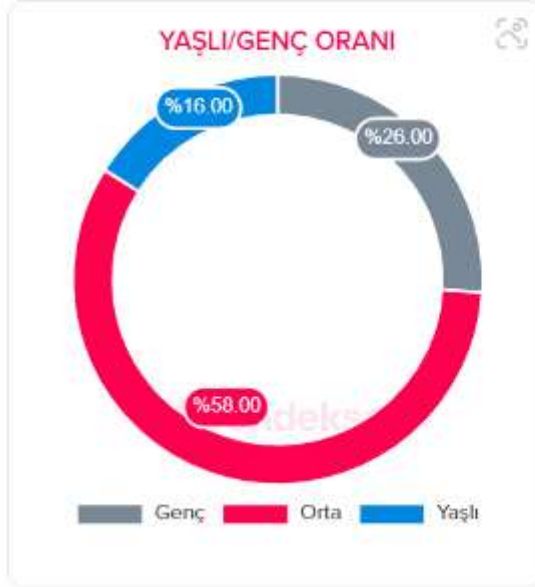 YAŞLI/GENÇ ORANI
%16.00
%26.00
%58.00
Genç Orta Yaşlı